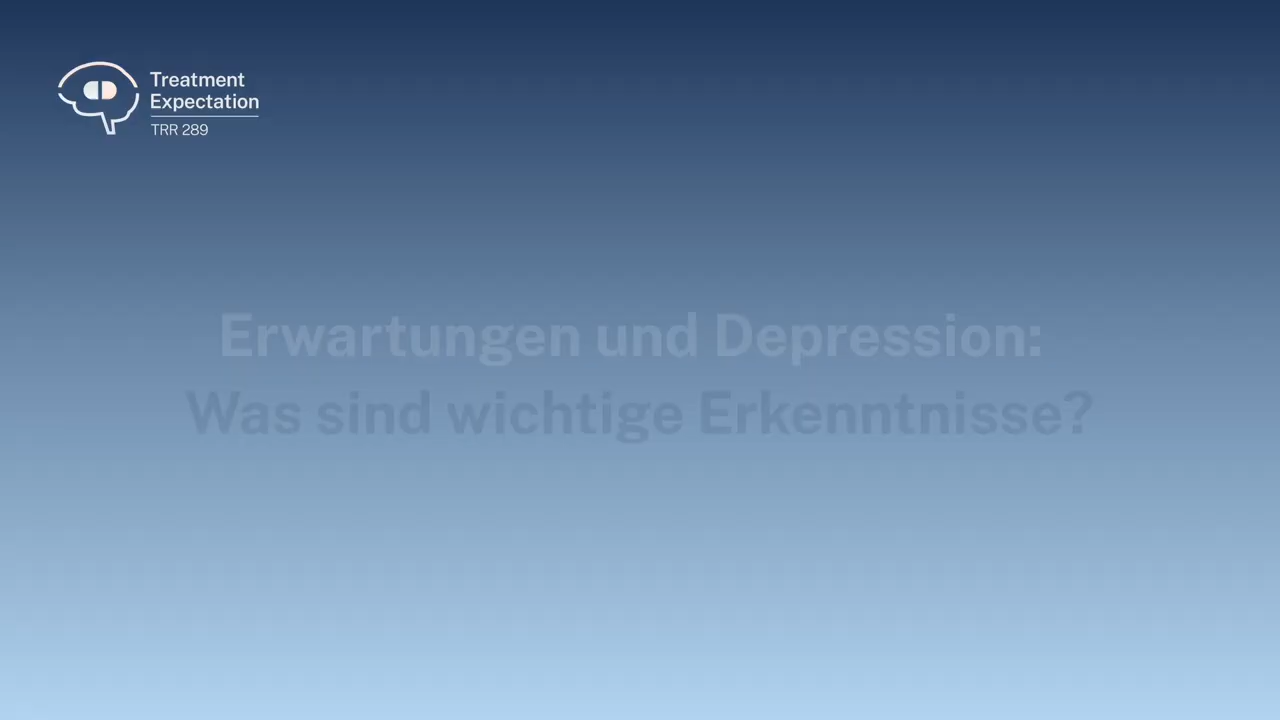 Treatment
Expectation
TRR 289
Erwartungen und Depression:
Was sind wichtige Erkenntnisse?